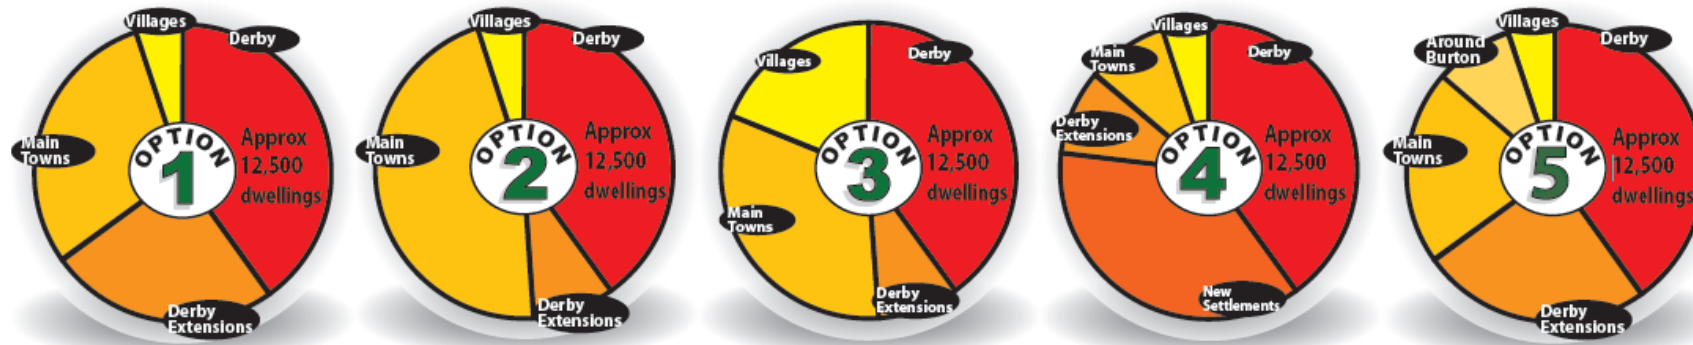 Villages
Derby
Main
Towns
OPTION
1
Approx
12,500
dwellings
Derby
Extensions
Villages
Derby
Main
Towns
OPTION
2
Approx
12,500
dwellings
Derby
Extensions
Villages
Derby
Main
Towns
OPTION
3
Approx
12,500
dwellings
Derby
Extensions
Villages
Main
Towns
Derby
Derby
Extensions
OPTION
4
Approx
12,500
dwellings
New
Settlements
Villages
Around
Burton
Derby
Main
Towns
OPTION
5
Approx
12,500
dwellings
Derby
Extensions